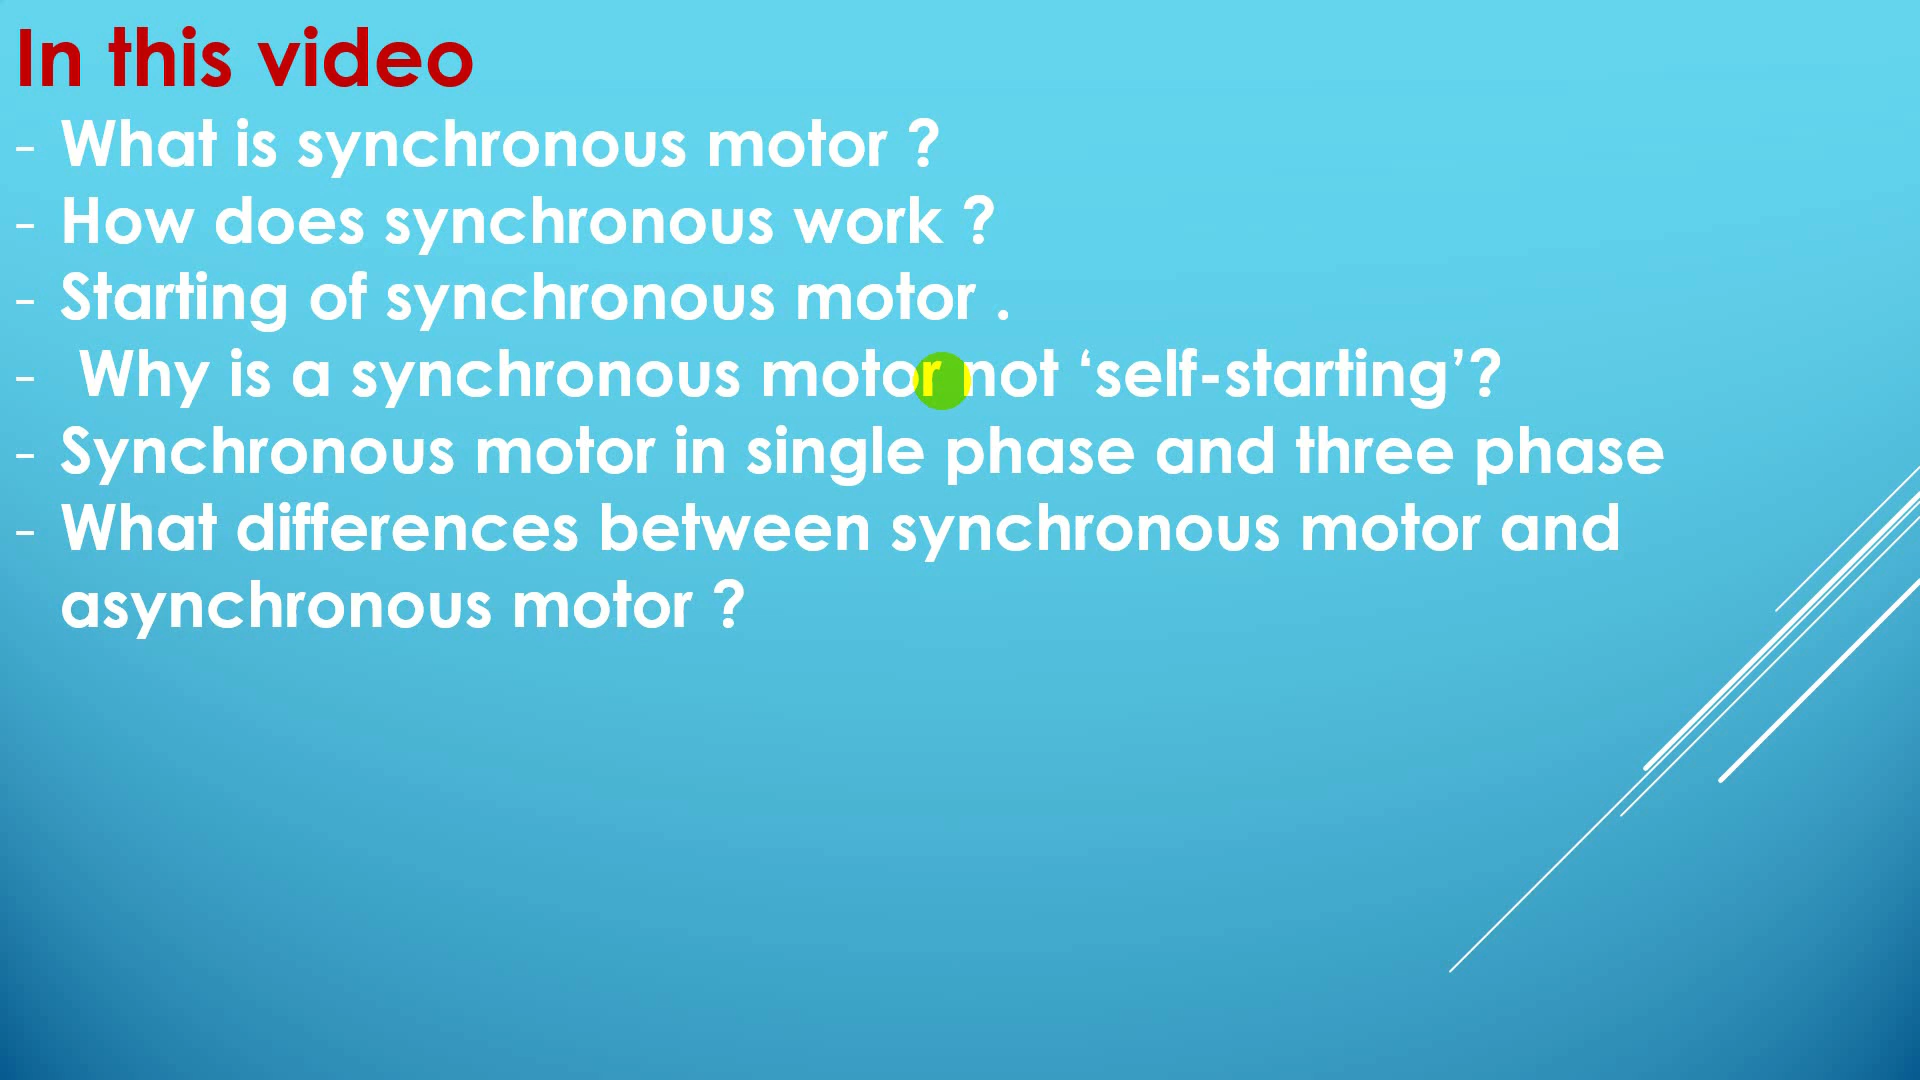 In this video
- What is synchronous motor ?
- How does synchronous work ?
- Starting of synchronous motor .
- Why is a synchronous motor not ‘self-starting’?
- Synchronous motor in single phase and three phase
- What differences between synchronous motor and
asynchronous motor ?